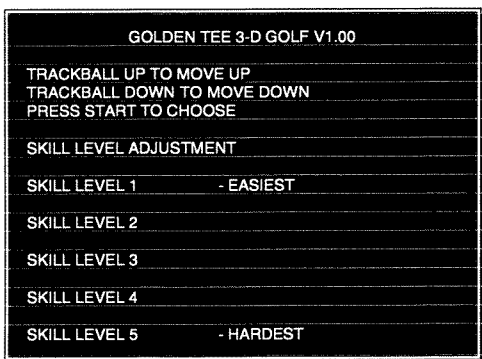 GOLDEN TEE 3-D GOLF V1.00
TRACKBALL UP TO MOVE UP
TRACKBALL DOWN TO MOVE DOWN
PRESS START TO CHOOSE
SKILL LEVEL ADJUSTMENT
SKILL LEVEL 1 - EASIEST
SKILL LEVEL 2
SKILL LEVEL 3
SKILL LEVEL 4
SKILL LEVEL 5 - HARDEST